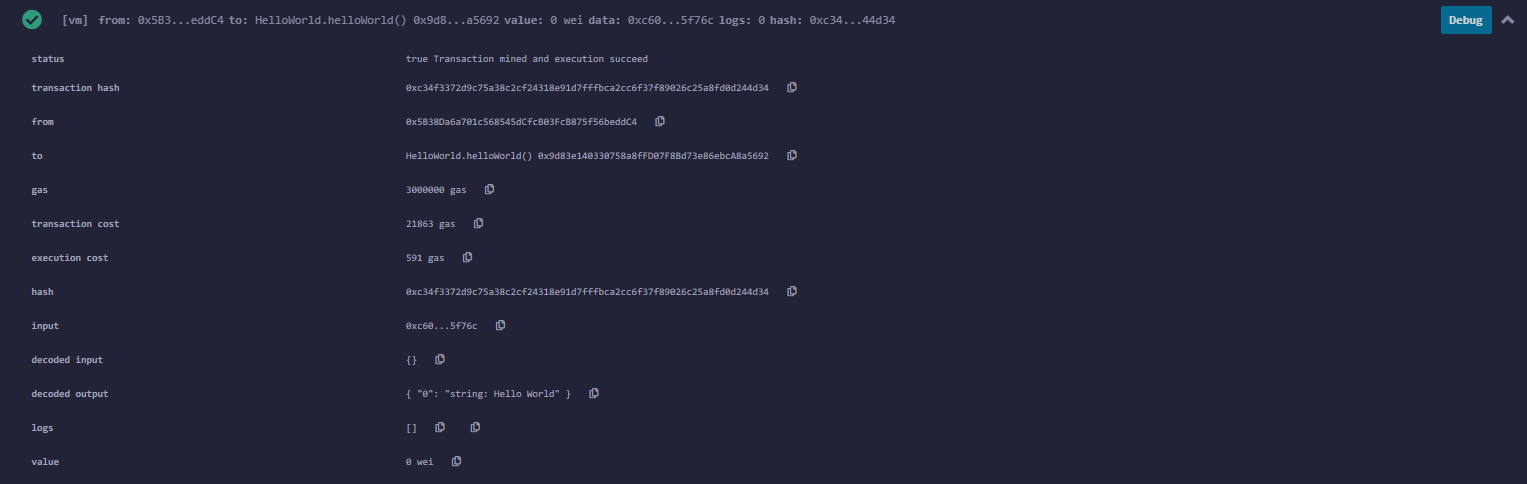 [vm] from: 0x5B3...eddC4 to: HelloWorld.helloWorld() 0x9d8...a5692 value: 0 wei data: 0xc60...5f76c logs: 0 hash: 0xc34...44d34 Debug
status true Transaction mined and execution succeed
transaction hash 0xc34f3372d9c75a38c2cf24318e91d7fffbca2cc6f37f89026c25a8fd0d244d34
from 0x5B38Da6a701c568545dCfcB03FcB875f56beddC4
to HelloWorld.helloWorld() 0x9d83e140330758a8fFD07F8Bd73e86ebcA8a5692
gas 3000000 gas
transaction cost 21863 gas
execution cost 591 gas
hash 0xc34f3372d9c75a38c2cf24318e91d7fffbca2cc6f37f89026c25a8fd0d244d34
input 0xc60...5f76c
decoded input {}
decoded output { "0": "string: Hello World" }
logs []
value 0 wei